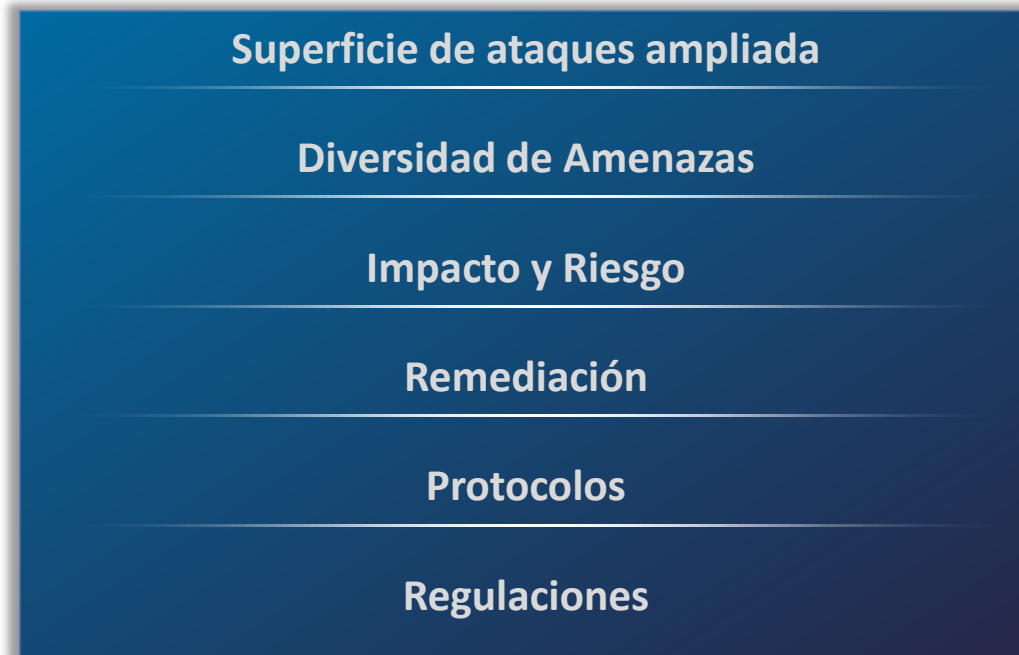 Superficie de ataques ampliada
Diversidad de Amenazas
Impacto y Riesgo
Remediación
Protocolos
Regulaciones